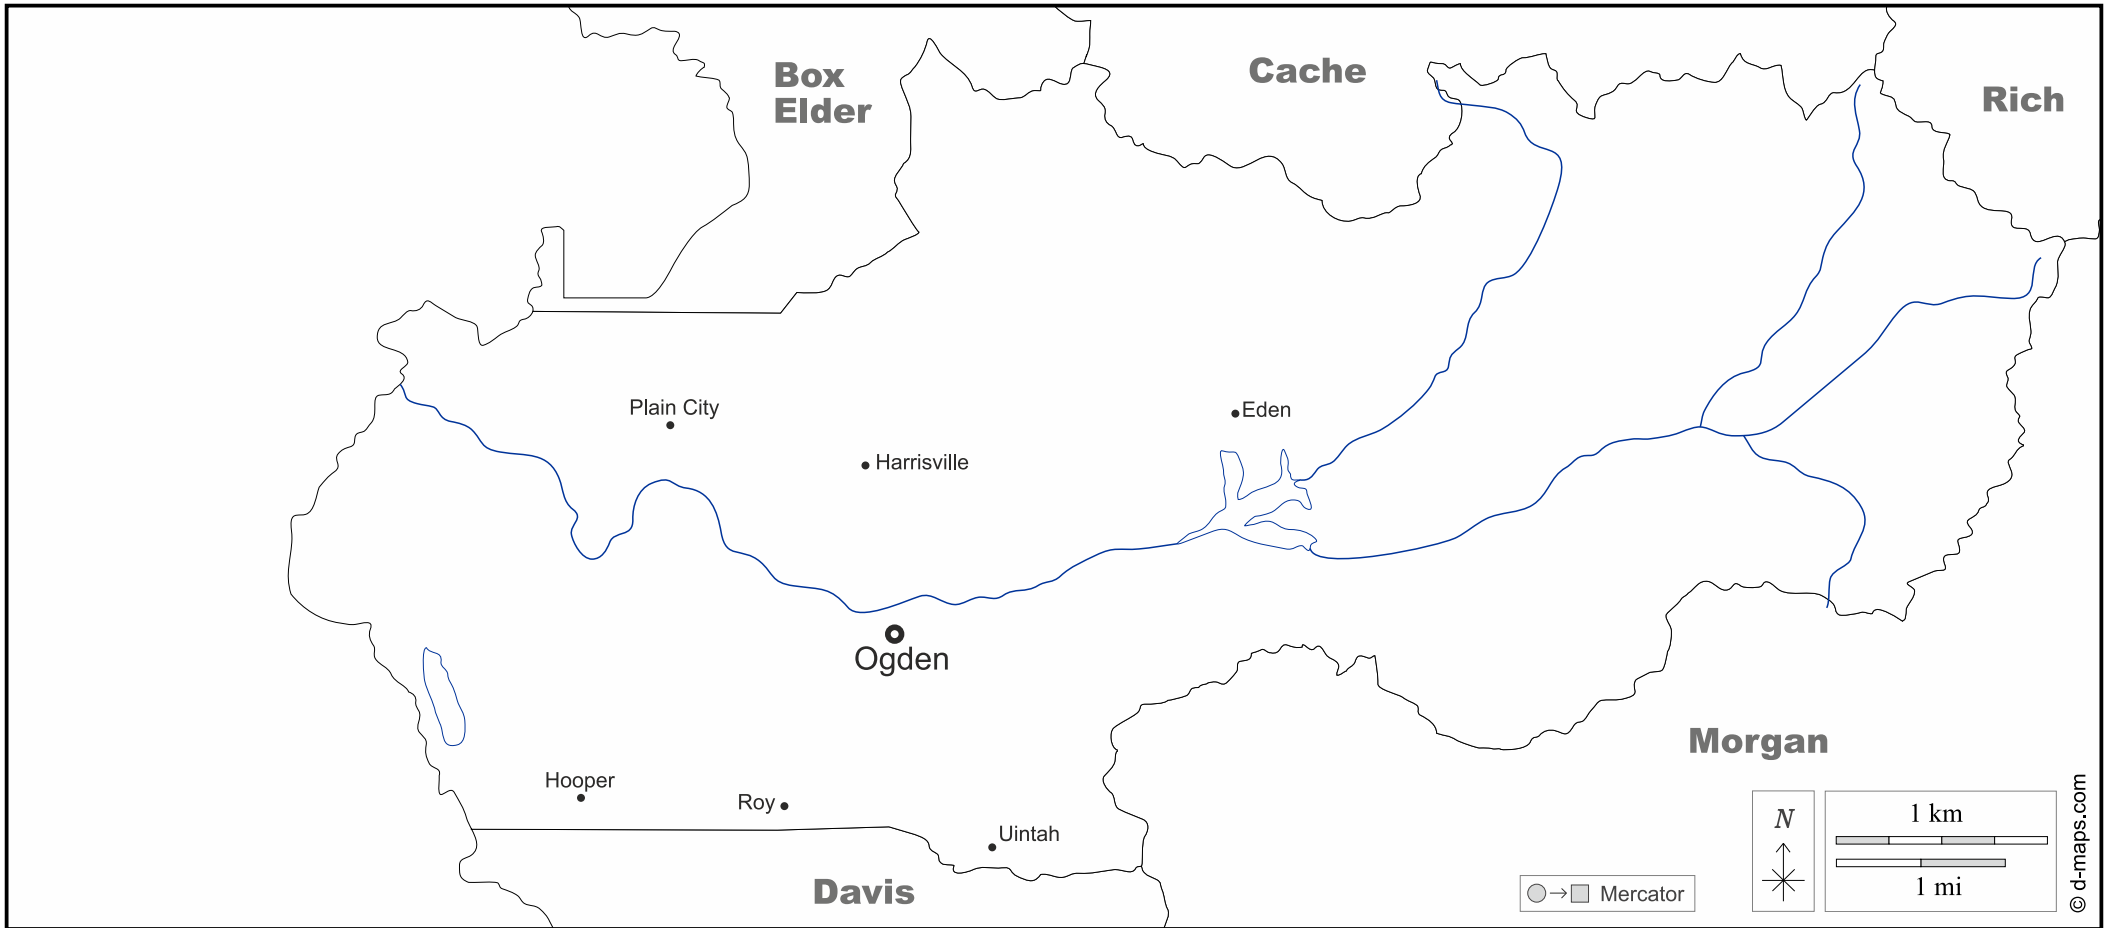 Box
Elder
Cache
Rich
Plain City
Eden
Harrisville
Ogden
Morgan
Hooper
Roy
Uintah
Davis
Mercator
N
1 km
1 mi
© d-maps.com